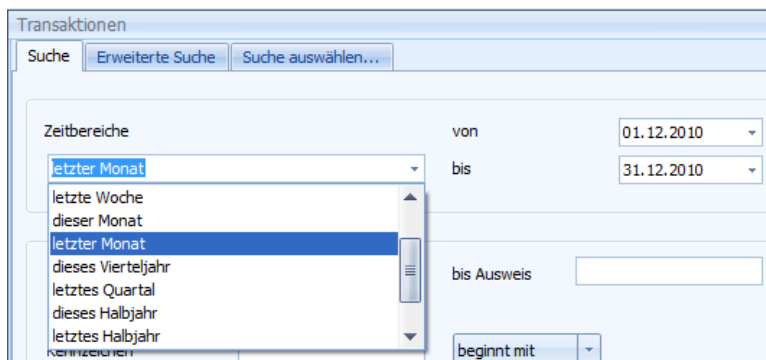 Transaktionen
Suche Erweiterte Suche Suche auswählen...
Zeitbereiche von 01.12.2010
letzter Monat bis 31.12.2010
letzte Woche
dieser Monat
letzter Monat
dieses Vierteljahr bis Ausweis
letztes Quartal
dieses Halbjahr
letztes Halbjahr
Kennzeichen beginnt mit